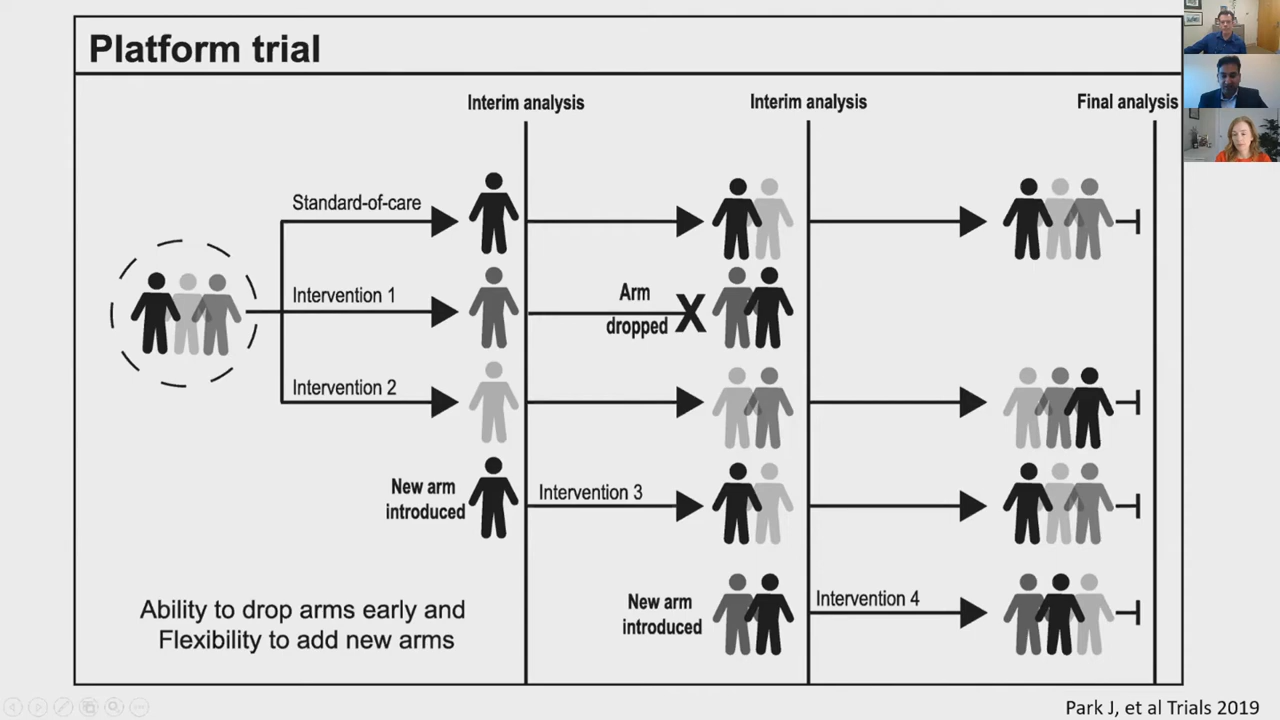 Platform trial
Interim analysis
Interim analysis
Final analysis
Standard-of-care
Intervention 1
Arm
dropped
X
Intervention 2
New arm
introduced
Intervention 3
New arm
introduced
Intervention 4
Ability to drop arms early and
Flexibility to add new arms
Park J, et al Trials 2019